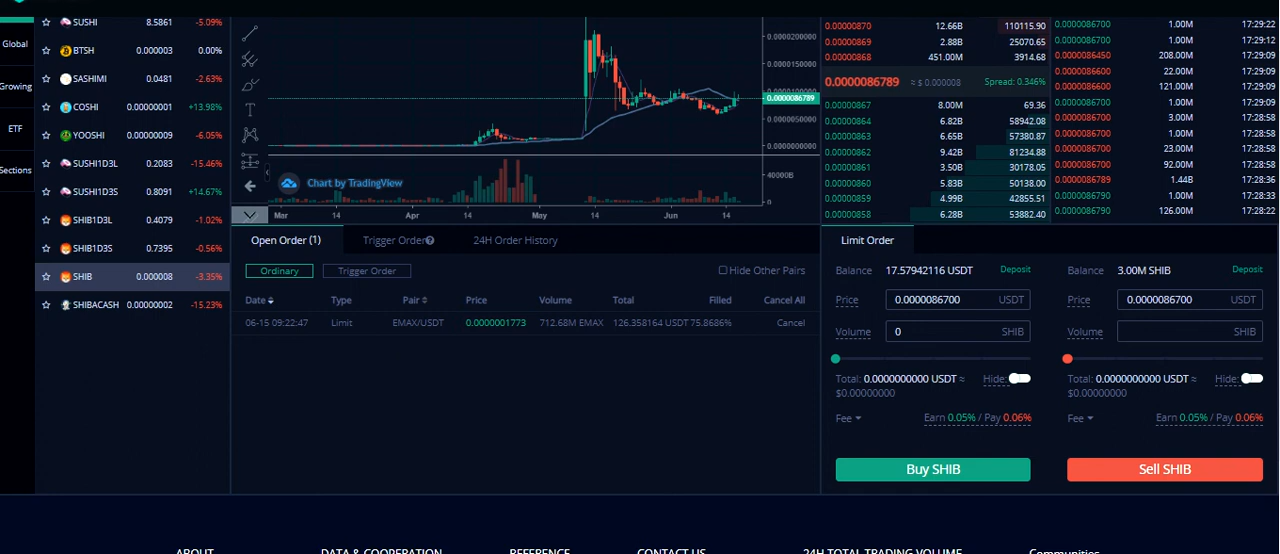 Global
Growing
ETF
Sections
SUSHI 8.5861 -5.09%
BTSH 0.000003 0.00%
SASHIMI 0.0481 -2.63%
COSHI 0.00000001 +13.98%
YOOSHI 0.00000009 -6.05%
SUSHI1D3L 0.2083 -15.46%
SUSHI1D3S 0.8091 +14.67%
SHIB1D3L 0.4079 -1.02%
SHIB1D3S 0.7395 -0.56%
SHIB 0.000008 -3.35%
SHIBACASH 0.00000002 -15.23%
T
0.0000200000
0.0000150000
0.0000100000
0.0000086789
0.0000050000
0.0000000000
40000B
0
Chart by TradingView
Mar 14 Apr 14 May 14 Jun 14
0.0000870 12.66B 110115.90
0.0000869 2.88B 25070.65
0.0000868 451.00M 3914.68
0.0000086789 ≈ $ 0.000008 Spread: 0.346%
0.00000867 8.00M 69.36
0.00000864 6.82B 58942.08
0.00000863 6.65B 57380.87
0.00000862 9.42B 81234.88
0.00000861 3.50B 30178.05
0.00000860 5.83B 50138.00
0.00000859 4.99B 42855.51
0.00000858 6.28B 53882.40
0.0000086700 1.00M 17:29:22
0.0000086700 1.00M 17:29:12
0.0000086450 208.00M 17:29:09
0.0000086600 22.00M 17:29:09
0.0000086600 121.00M 17:29:09
0.0000086700 1.00M 17:29:09
0.0000086700 3.00M 17:28:58
0.0000086700 1.00M 17:28:58
0.0000086700 23.00M 17:28:58
0.0000086700 92.00M 17:28:58
0.0000086789 1.44B 17:28:36
0.0000086790 1.00M 17:28:33
0.0000086790 126.00M 17:28:22
Open Order (1) Trigger Order 24H Order History
Ordinary Trigger Order Hide Other Pairs
Date Type Pair Price Volume Total Filled Cancel All
06-15 09:22:47 Limit EMAX/USDT 0.0000001773 712.68M EMAX 126.358164 USDT 75.8686% Cancel
Limit Order
Balance 17.57942116 USDT Deposit
Price 0.0000086700 USDT
Volume 0 SHIB
Total: 0.0000000000 USDT ≈ Hide:
$0.00000000
Fee Earn 0.05% / Pay 0.06%
Buy SHIB
Balance 3.00M SHIB Deposit
Price 0.0000086700 USDT
Volume SHIB
Total: 0.0000000000 USDT ≈ Hide:
$0.00000000
Fee Earn 0.05% / Pay 0.06%
Sell SHIB
ABOUT DATA & COOPERATION REFERENCE CONTACT US 24H TOTAL TRADING VOLUME Communities